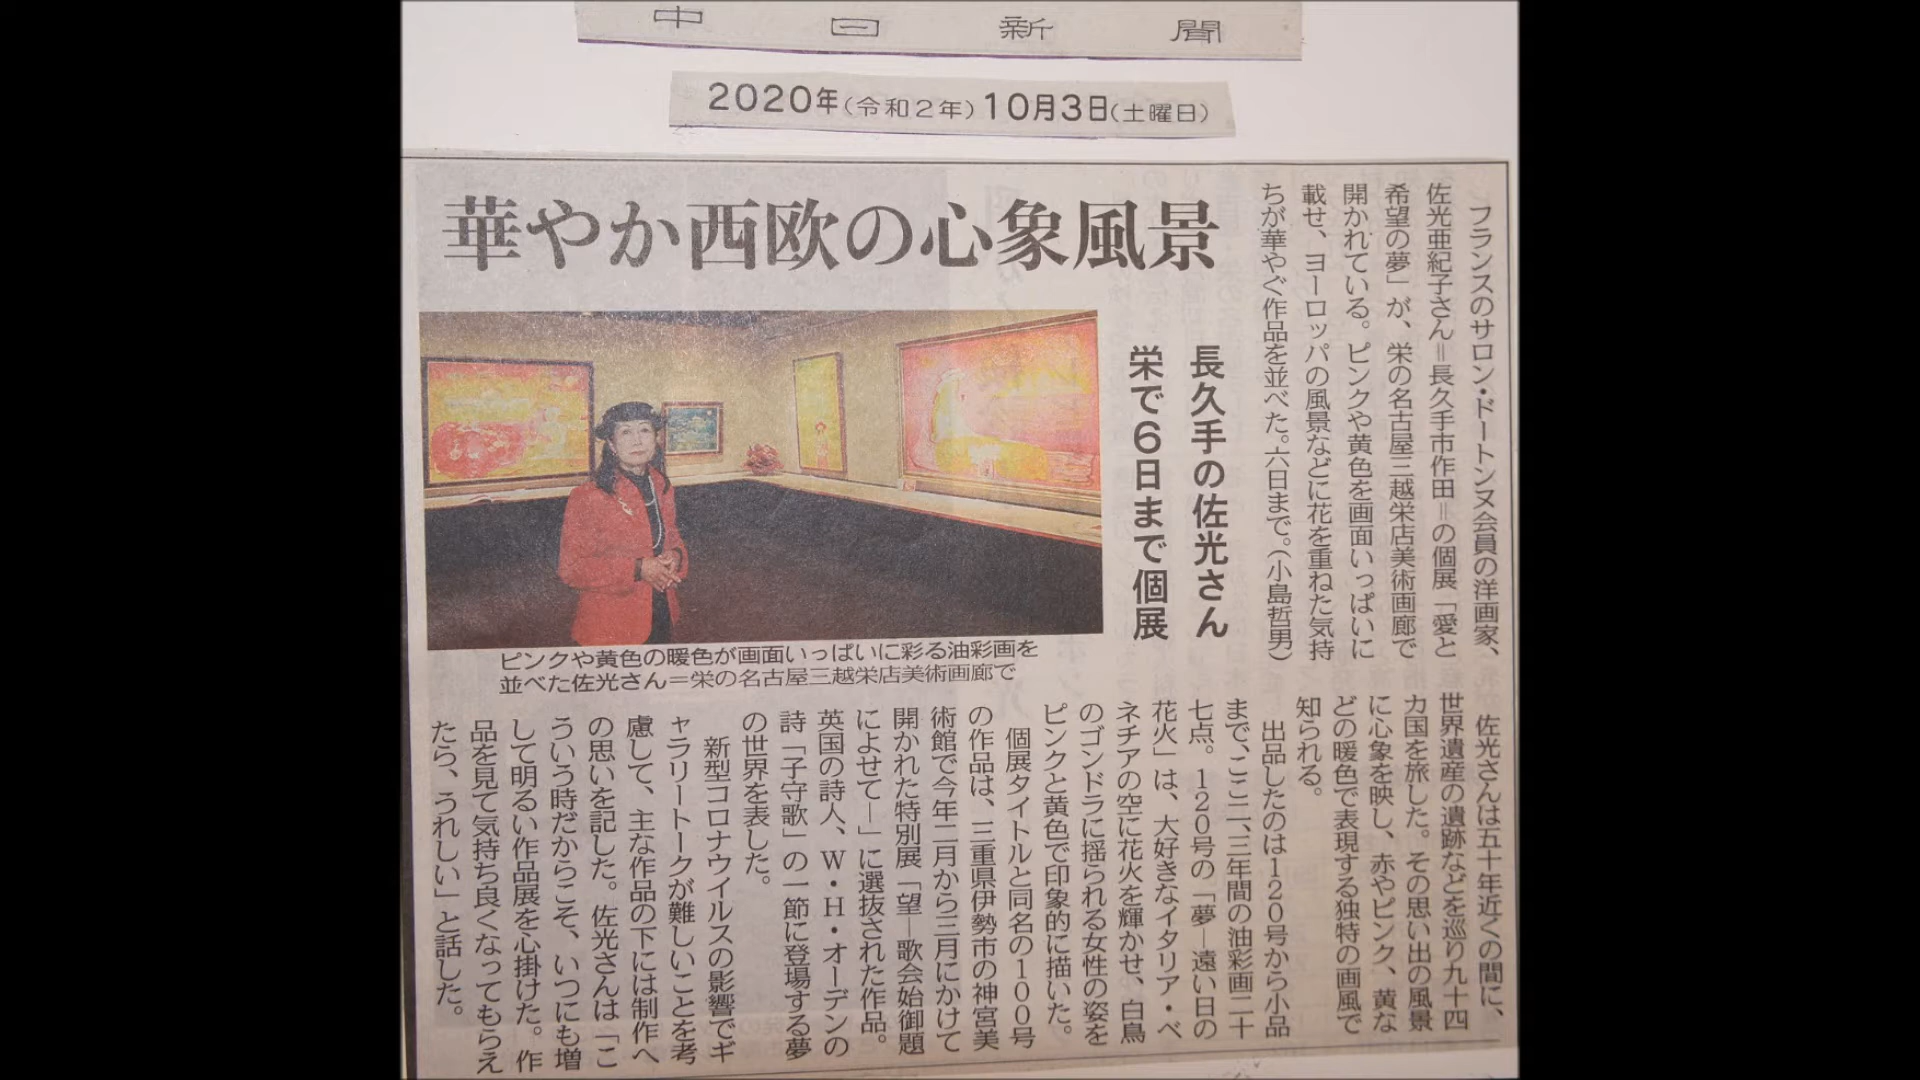 中日新聞
2020年(令和2年)10月3日(土曜日)
華やか西欧の心象風景
長久手の佐光さん
栄で6日まで個展
フランスのサロン・ドートンヌ会員の洋画家、
佐光亜紀子さん=長久手市作田=の個展「愛と
希望の夢」が、栄の名古屋三越栄店美術画廊で
開かれている。ピンクや黄色を画面いっぱいに
載せ、ヨーロッパの風景などに花を重ねた気持
ちが華やぐ作品を並べた。六日まで。(小島哲男)
ピンクや黄色の暖色が画面いっぱいに彩る油彩画を
並べた佐光さん=栄の名古屋三越栄店美術画廊で
佐光さんは五十年近くの間に、
世界遺産の遺跡などを巡り九十四
カ国を旅した。その思い出の風景
に心象を映し、赤やピンク、黄な
どの暖色で表現する独特の画風で
知られる。
出品したのは120号から小品
まで、ここ二、三年間の油彩画二十
七点。120号の「夢―遠い日の
花火」は、大好きなイタリア・ベ
ネチアの空に花火を輝かせ、白鳥
のゴンドラに揺られる女性の姿を
ピンクと黄色で印象的に描いた。
個展タイトルと同名の100号
の作品は、三重県伊勢市の神宮美
術館で今年二月から三月にかけて
開かれた特別展「望―歌会始御題
によせて―」に選抜された作品。
英国の詩人、W・H・オーデンの
詩「子守歌」の一節に登場する夢
の世界を表した。
新型コロナウイルスの影響でギ
ャラリートークが難しいことを考
慮して、主な作品の下には制作へ
の思いを記した。佐光さんは「こ
ういう時だからこそ、いつにも増
して明るい作品展を心掛けた。作
品を見て気持ち良くなってもらえ
たら、うれしい」と話した。